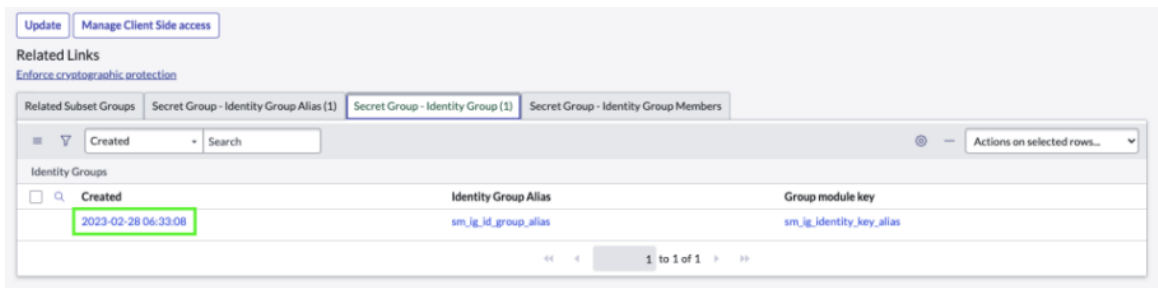 Update Manage Client Side access
Related Links
Enforce cryptographic protection
Related Subset Groups Secret Group - Identity Group Alias (1) Secret Group - Identity Group (1) Secret Group - Identity Group Members
Created Search Actions on selected rows...
Identity Groups
Created Identity Group Alias Group module key
2023-02-28 06:33:08 sm_ig_id_group_alias sm_ig_identity_key_alias
1 to 1 of 1